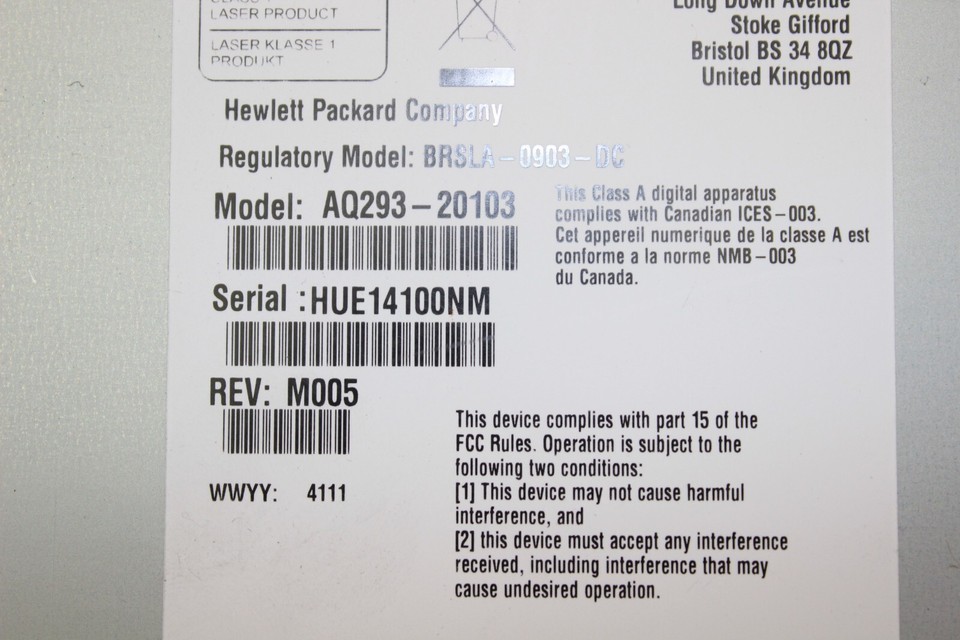 CLASS 1
LASER PRODUCT
LASER KLASSE 1
PRODUKT
Long Down Avenue
Stoke Gifford
Bristol BS 34 8QZ
United Kingdom
Hewlett Packard Company
Regulatory Model: BRSLA-0903-DC
Model: AQ293-20103
This Class A digital apparatus
complies with Canadian ICES-003.
Cet appereil numerique de la classe A est
conforme a la norme NMB-003
du Canada.
Serial :HUE14100NM
REV: M005
WWYY: 4111
This device complies with part 15 of the
FCC Rules. Operation is subject to the
following two conditions:
[1] This device may not cause harmful
interference, and
[2] this device must accept any interference
received, including interference that may
cause undesired operation.